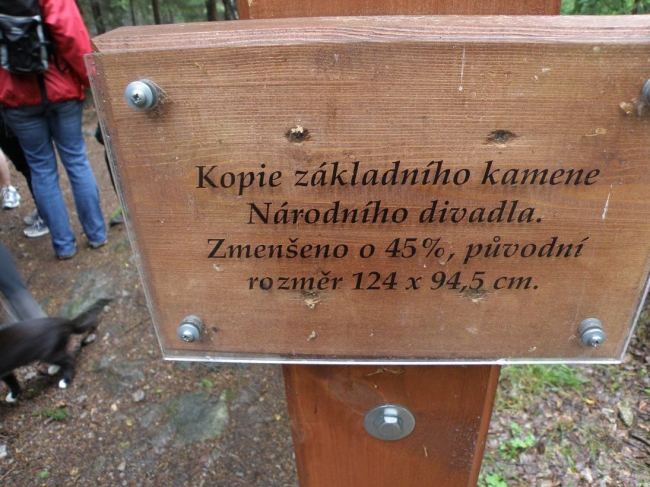 Kopie základního kamene
Národního divadla.
Zmenšeno o 45%, původní
rozměr 124 x 94,5 cm.